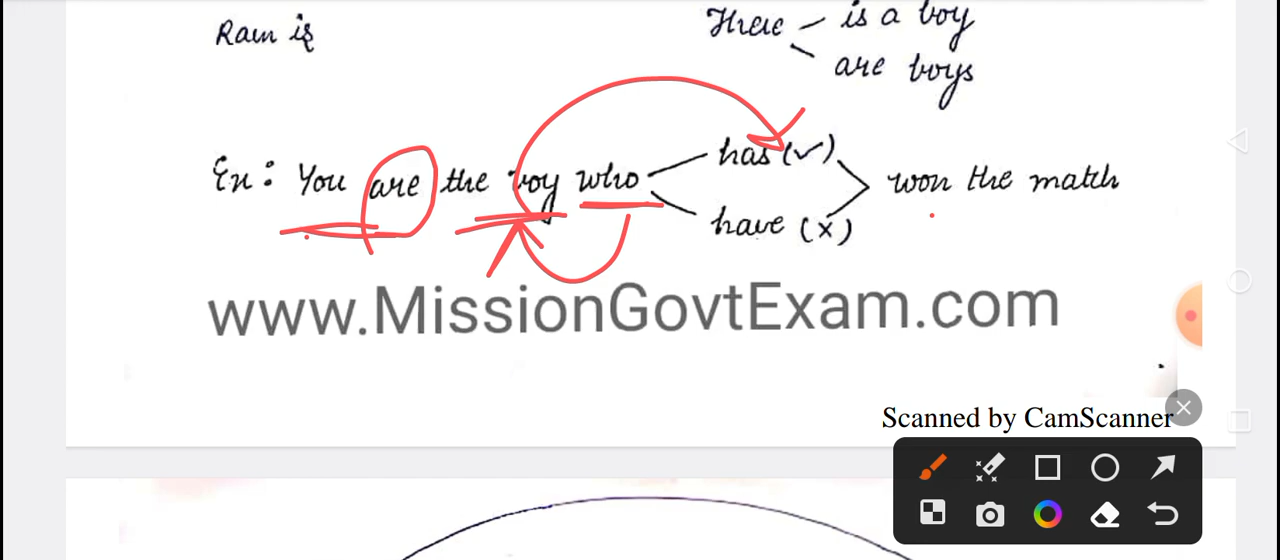 Ram is
There – is a boy
are boys
Ex: You are the boy who has (✓) won the match
have (x)
www.MissionGovtExam.com
Scanned by CamScanner